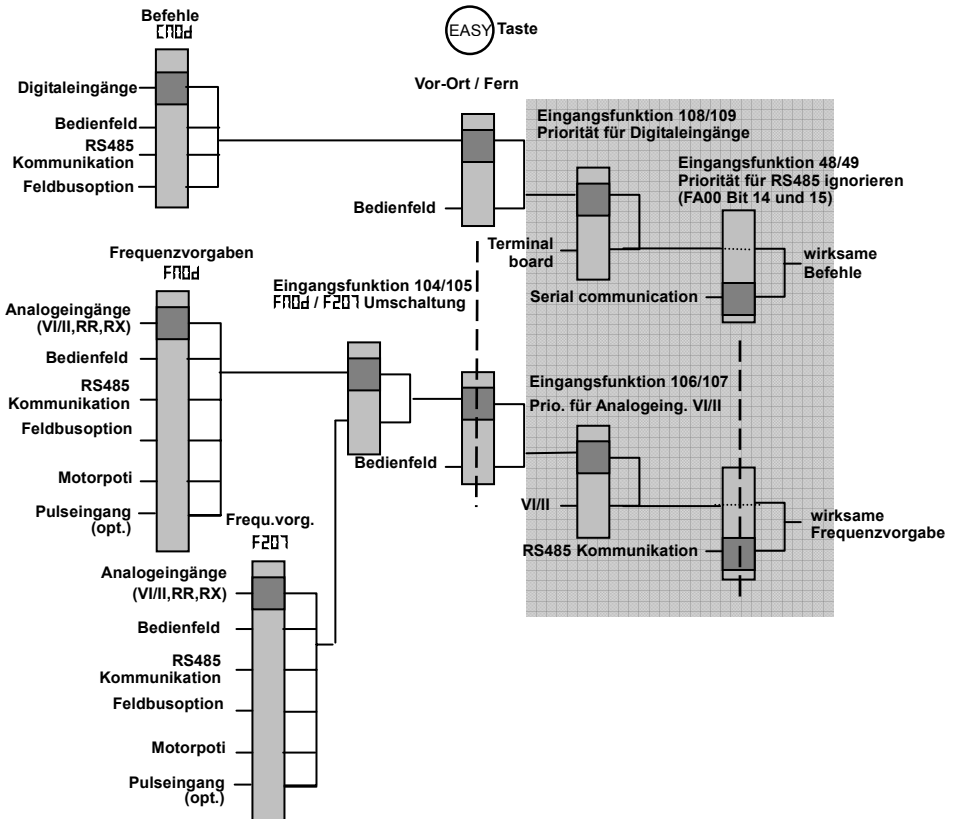 Befehle
CMOd
EASY Taste
Digitaleingänge
Bedienfeld
RS485
Kommunikation
Feldbusoption
Vor-Ort / Fern
Bedienfeld
Eingangsfunktion 108/109
Priorität für Digitaleingänge
Terminal
board
Eingangsfunktion 48/49
Priorität für RS485 ignorieren
(FA00 Bit 14 und 15)
Serial communication
wirksame
Befehle
Frequenzvorgaben
FMOd
Analogeingänge
(VI/II,RR,RX)
Bedienfeld
RS485
Kommunikation
Feldbusoption
Motorpoti
Pulseingang
(opt.)
Eingangsfunktion 104/105
FMOd / F207 Umschaltung
Bedienfeld
Eingangsfunktion 106/107
Prio. für Analogeing. VI/II
VI/II
RS485 Kommunikation
wirksame
Frequenzvorgabe
Frequ.vorg.
F207
Analogeingänge
(VI/II,RR,RX)
Bedienfeld
RS485
Kommunikation
Feldbusoption
Motorpoti
Pulseingang
(opt.)